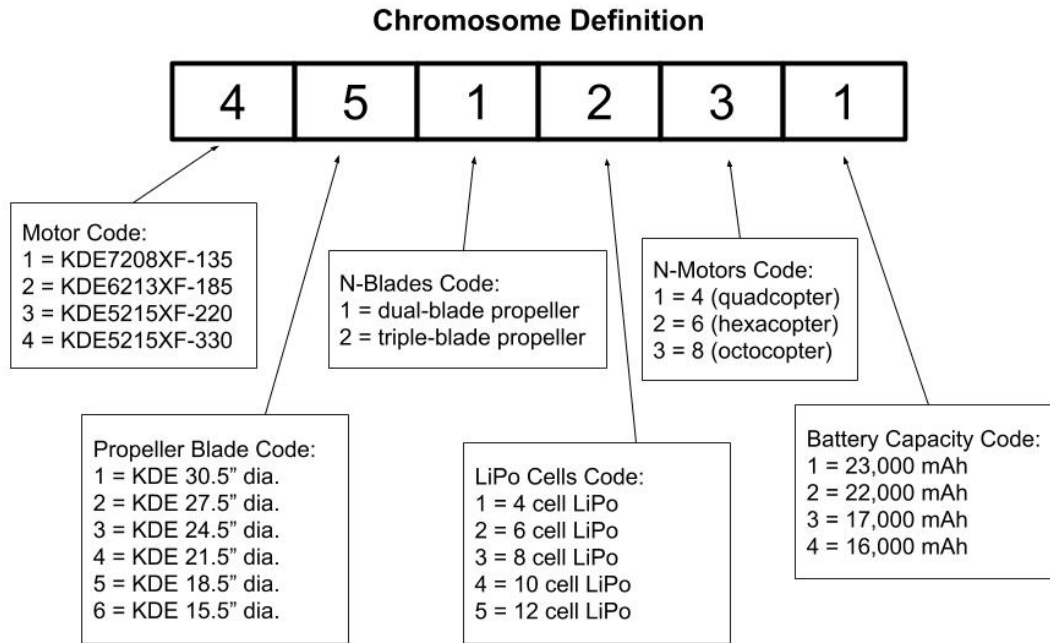 Chromosome Definition
4 5 1 2 3 1
Motor Code:
1 = KDE7208XF-135
2 = KDE6213XF-185
3 = KDE5215XF-220
4 = KDE5215XF-330
Propeller Blade Code:
1 = KDE 30.5” dia.
2 = KDE 27.5” dia.
3 = KDE 24.5” dia.
4 = KDE 21.5” dia.
5 = KDE 18.5” dia.
6 = KDE 15.5” dia.
N-Blades Code:
1 = dual-blade propeller
2 = triple-blade propeller
LiPo Cells Code:
1 = 4 cell LiPo
2 = 6 cell LiPo
3 = 8 cell LiPo
4 = 10 cell LiPo
5 = 12 cell LiPo
N-Motors Code:
1 = 4 (quadcopter)
2 = 6 (hexacopter)
3 = 8 (octocopter)
Battery Capacity Code:
1 = 23,000 mAh
2 = 22,000 mAh
3 = 17,000 mAh
4 = 16,000 mAh